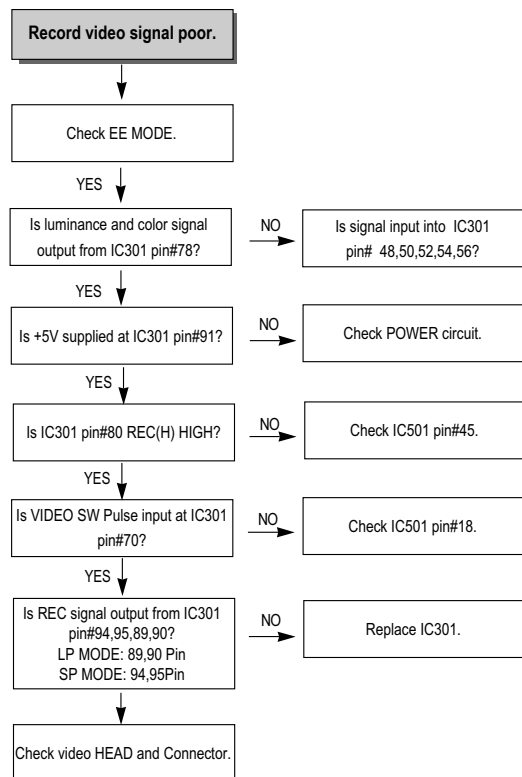 Record video signal poor.
Check EE MODE.
YES
Is luminance and color signal
output from IC301 pin#78?
NO
Is signal input into IC301
pin# 48,50,52,54,56?
YES
Is +5V supplied at IC301 pin#91?
NO
Check POWER circuit.
YES
Is IC301 pin#80 REC(H) HIGH?
NO
Check IC501 pin#45.
YES
Is VIDEO SW Pulse input at IC301
pin#70?
NO
Check IC501 pin#18.
YES
Is REC signal output from IC301
pin#94,95,89,90?
LP MODE: 89,90 Pin
SP MODE: 94,95Pin
NO
Replace IC301.
Check video HEAD and Connector.